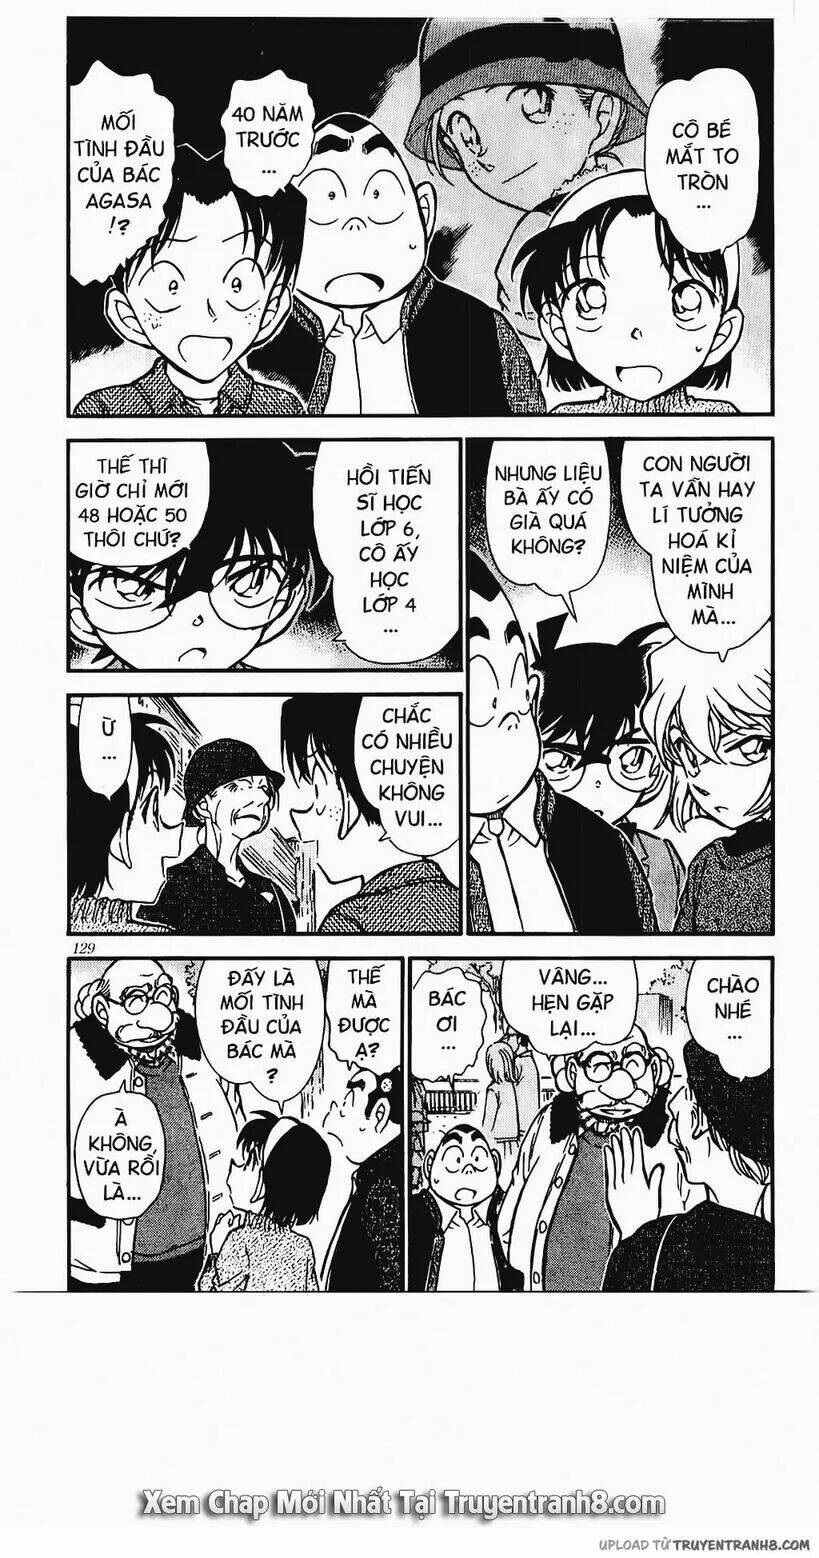 CÔ BÉ
MẮT TO
TRÒN
...
40 NĂM
TRƯỚC
...
MỐI
TÌNH ĐẦU
CỦA BÁC
AGASA
!?
CON NGƯỜI
TA VẪN HAY
LÍ TƯỞNG
HOÁ KỈ
NIỆM CỦA
MÌNH
MÀ...
NHƯNG LIỆU
BÀ ẤY CÓ
GIÀ QUÁ
KHÔNG?
HỒI TIẾN
SĨ HỌC
LỚP 6,
CÔ ẤY
HỌC
LỚP 4
...
THẾ THÌ
GIỜ CHỈ MỚI
48 HOẶC 50
THÔI CHỨ?
CHẮC
CÓ NHIỀU
CHUYỆN
KHÔNG
VUI...
Ừ
...
129
CHÀO
NHÉ
...
VÂNG...
HẸN GẶP
LẠI...
BÁC
ƠI
...
THẾ
MÀ
ĐƯỢC
Ạ?
ĐẤY LÀ
MỐI TÌNH
ĐẦU CỦA
BÁC MÀ
?
À
KHÔNG,
VỪA RỒI
LÀ...
Xem Chap Mới Nhất Tại Truyentranh8.com
UPLOAD TỪ TRUYENTRANH8.COM